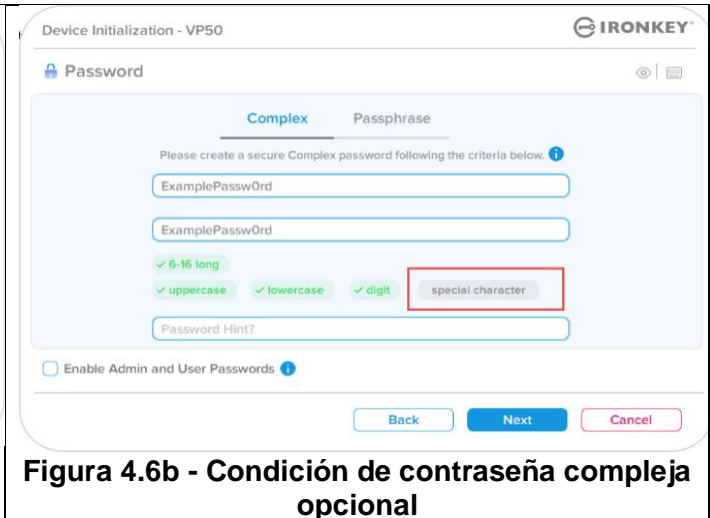 Device Initialization - VP50 IRONKEY
Password
Complex Passphrase
Please create a secure Complex password following the criteria below.
ExamplePassw0rd
ExamplePassw0rd
✓ 6-16 long
✓ uppercase ✓ lowercase ✓ digit special character
Password Hint?
Enable Admin and User Passwords
Back Next Cancel
Figura 4.6b - Condición de contraseña compleja
opcional